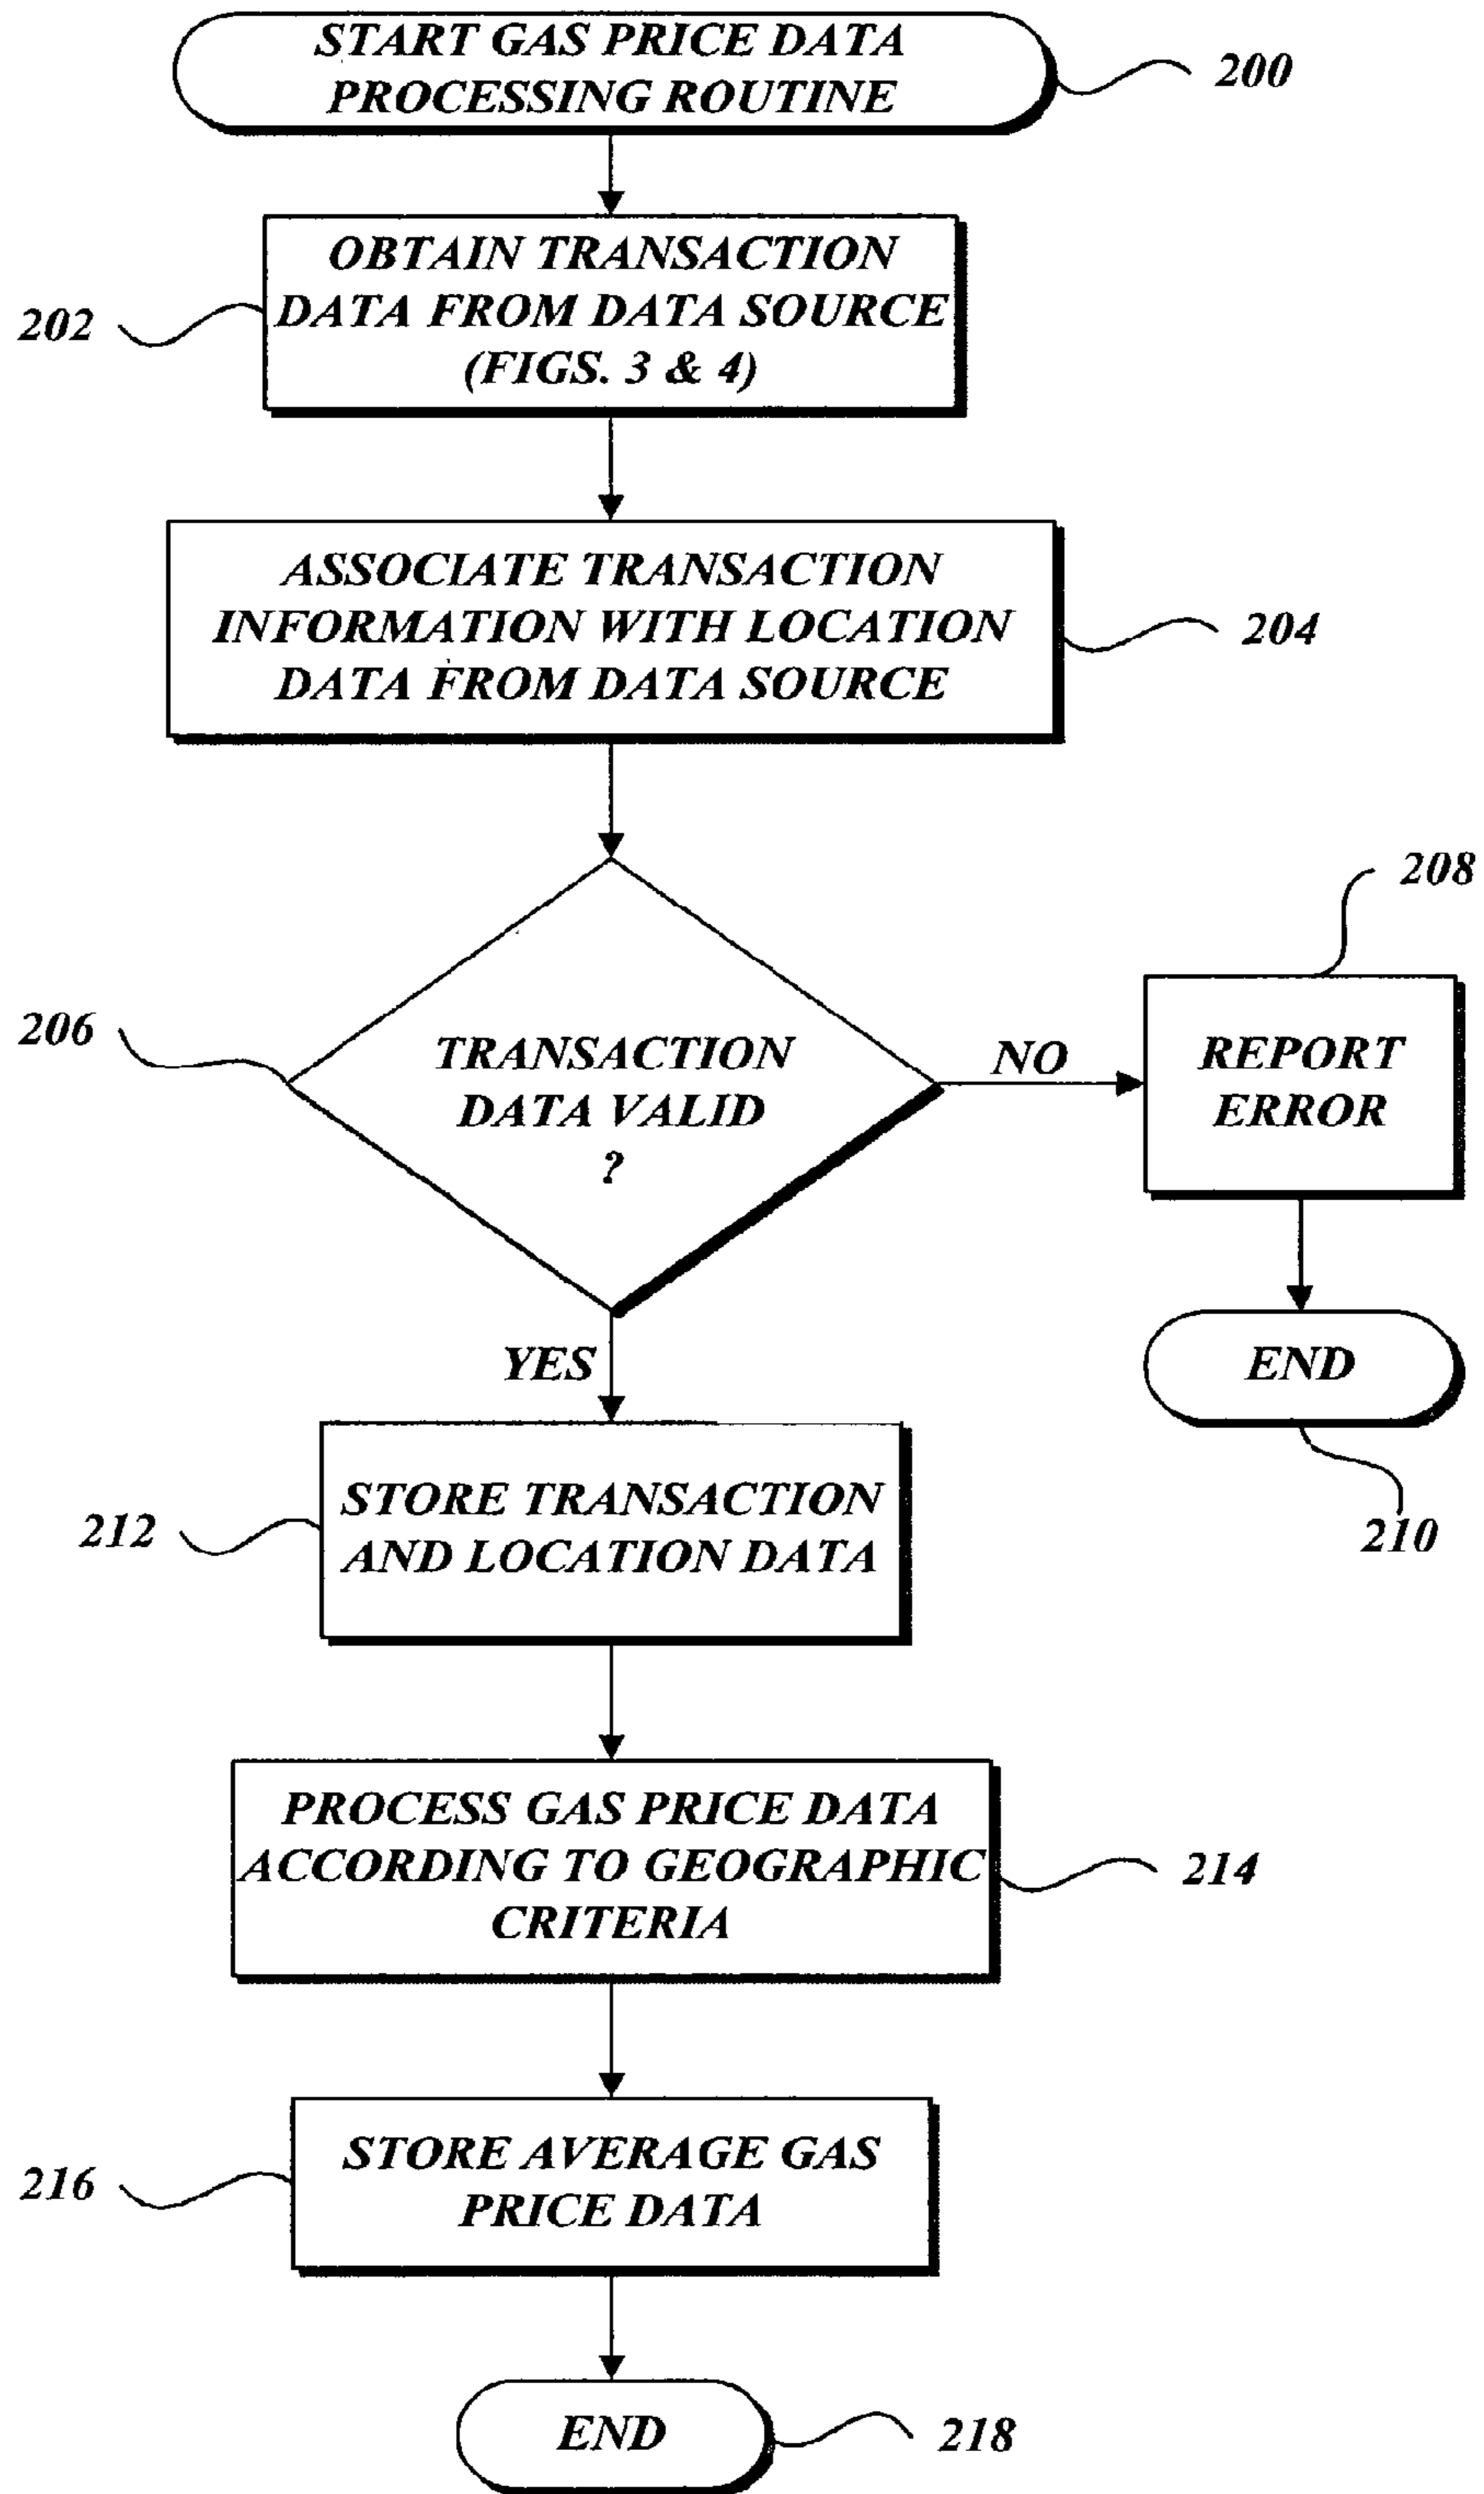 START GAS PRICE DATA
PROCESSING ROUTINE
200
OBTAIN TRANSACTION
DATA FROM DATA SOURCE
(FIGS. 3 & 4)
202
ASSOCIATE TRANSACTION
INFORMATION WITH LOCATION
DATA FROM DATA SOURCE
204
206
TRANSACTION
DATA VALID
?
NO
208
REPORT
ERROR
END
210
YES
STORE TRANSACTION
AND LOCATION DATA
212
PROCESS GAS PRICE DATA
ACCORDING TO GEOGRAPHIC
CRITERIA
214
STORE AVERAGE GAS
PRICE DATA
216
END
218